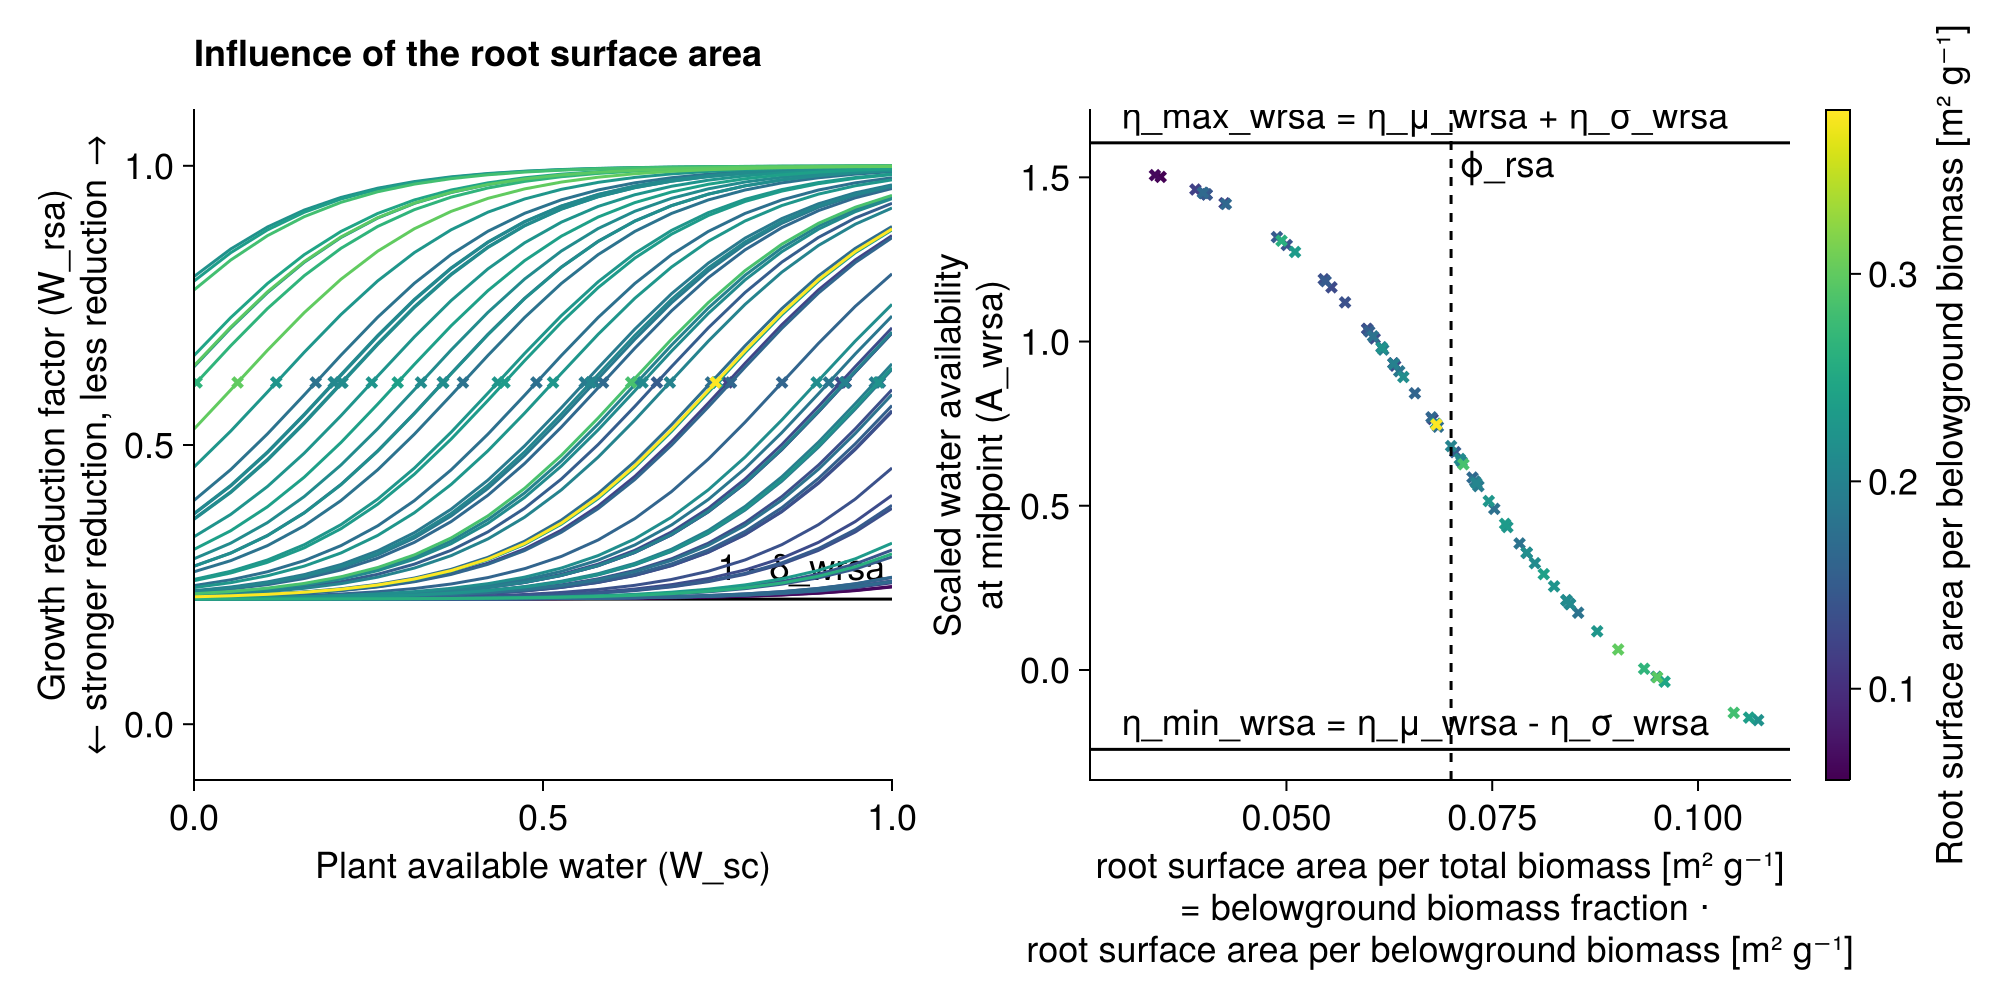 Influence of the root surface area
Growth reduction factor (W_rsa)
← stronger reduction, less reduction →
1.0
0.5
0.0
1 - δ_wrsa
0.0
0.5
1.0
Plant available water (W_sc)
Scaled water availability
at midpoint (A_wrsa)
1.5
1.0
0.5
0.0
η_max_wrsa = η_μ_wrsa + η_σ_wrsa
ϕ_rsa
η_min_wrsa = η_μ_wrsa - η_σ_wrsa
0.050
0.075
0.100
root surface area per total biomass [m² g⁻¹]
= belowground biomass fraction ⋅
root surface area per belowground biomass [m² g⁻¹]
0.3
0.2
0.1
Root surface area per belowground biomass [m² g⁻¹]